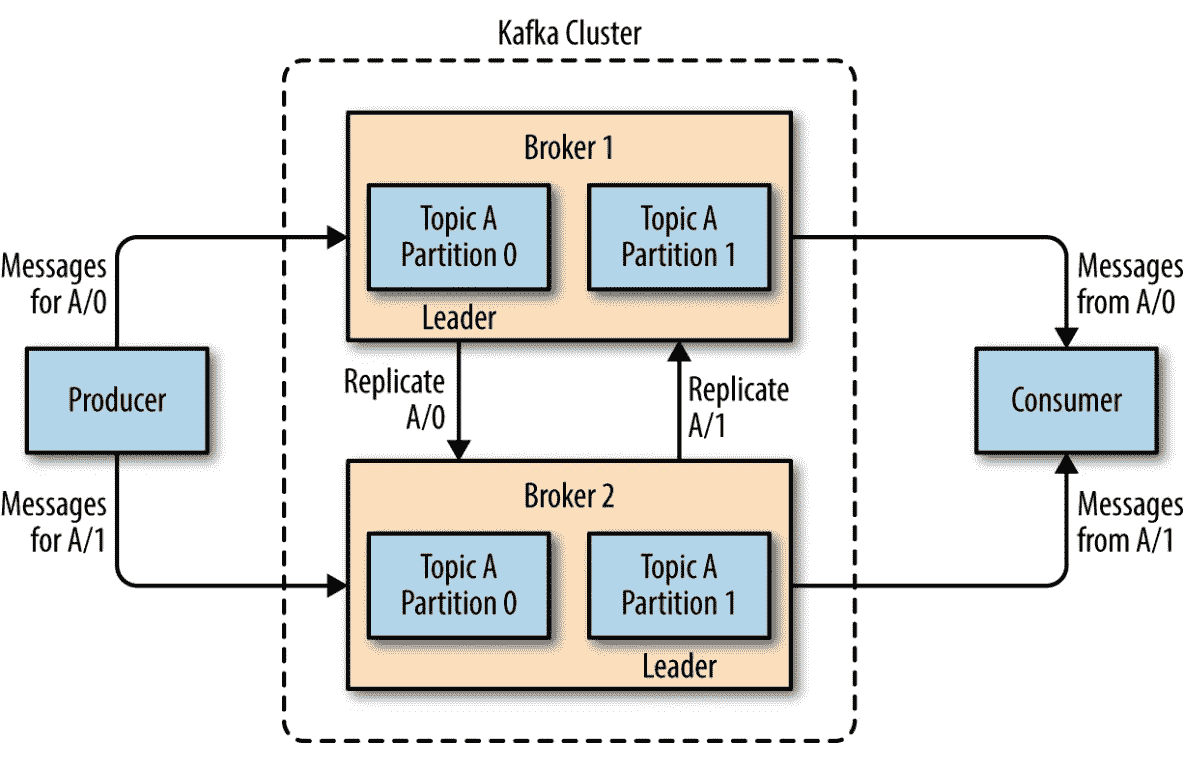 Kafka Cluster
Broker 1
Topic A
Partition 0
Topic A
Partition 1
Leader
Messages
for A/0
Messages
from A/0
Producer
Replicate
A/0
Replicate
A/1
Consumer
Messages
for A/1
Broker 2
Topic A
Partition 0
Topic A
Partition 1
Leader
Messages
from A/1